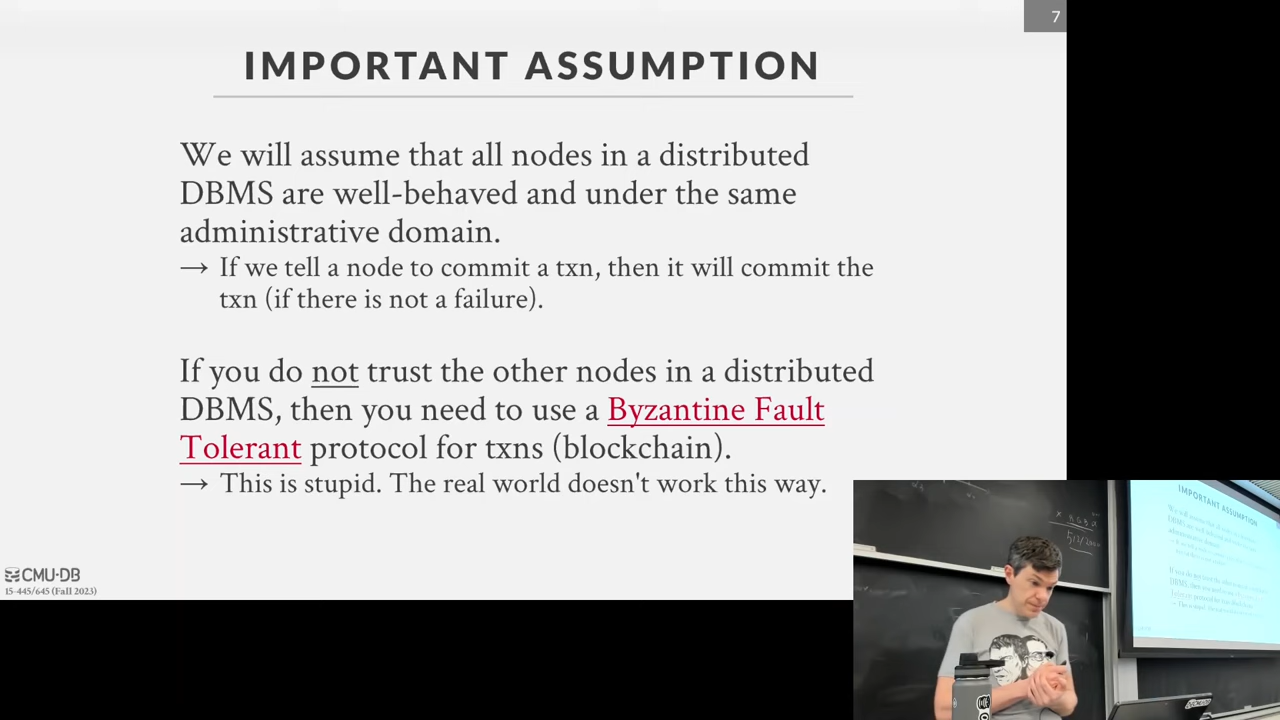 7
IMPORTANT ASSUMPTION
We will assume that all nodes in a distributed
DBMS are well-behaved and under the same
administrative domain.
→ If we tell a node to commit a txn, then it will commit the
txn (if there is not a failure).
If you do not trust the other nodes in a distributed
DBMS, then you need to use a Byzantine Fault
Tolerant protocol for txns (blockchain).
→ This is stupid. The real world doesn't work this way.
CMU·DB
15-445/645 (Fall 2023)
IMPORTANT ASSUMPTION